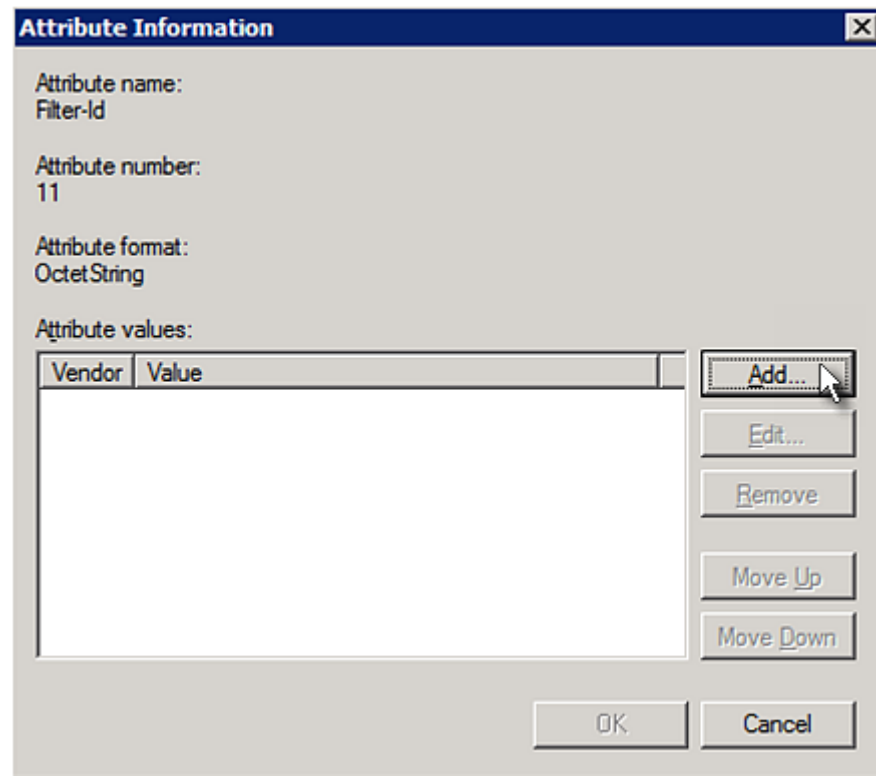 Attribute Information
Attribute name:
Filter-Id
Attribute number:
11
Attribute format:
OctetString
Attribute values:
Vendor Value
Add...
Edit...
Remove
Move Up
Move Down
OK Cancel